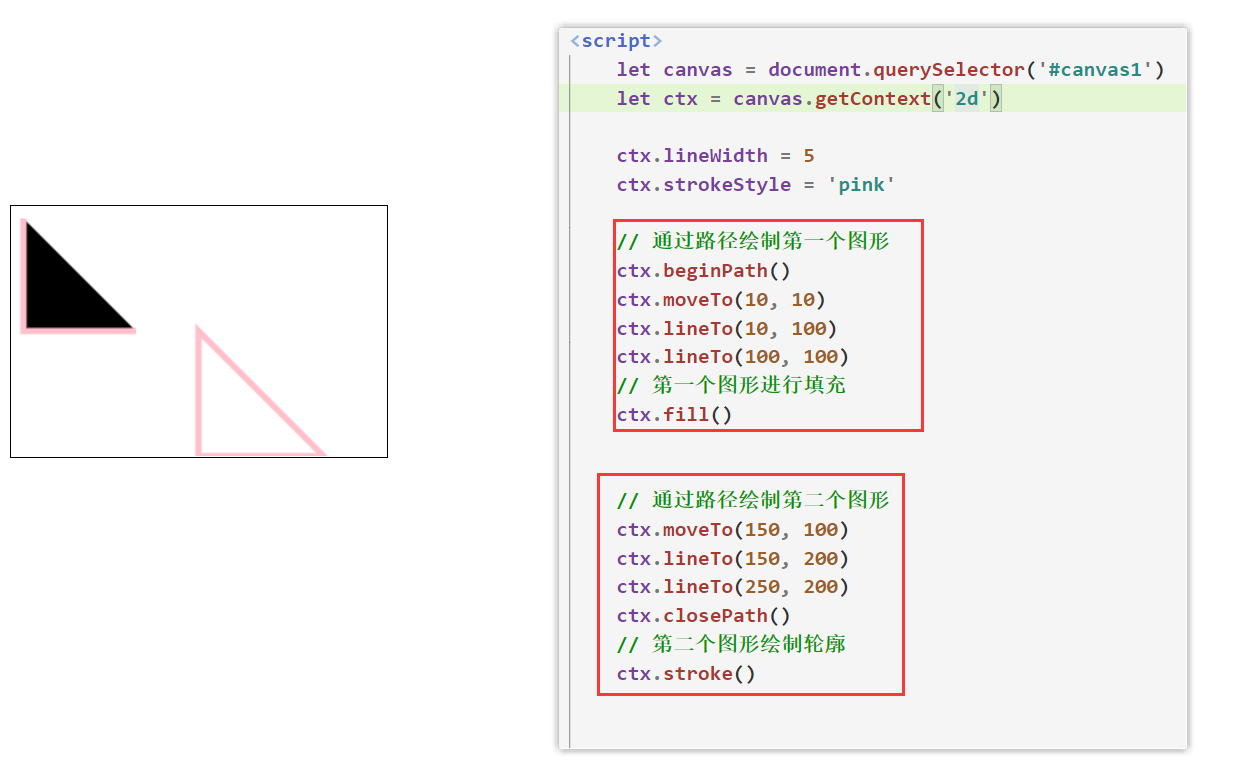 <script>
let canvas = document.querySelector('#canvas1')
let ctx = canvas.getContext('2d')
ctx.lineWidth = 5
ctx.strokeStyle = 'pink'
// 通过路径绘制第一个图形
ctx.beginPath()
ctx.moveTo(10, 10)
ctx.lineTo(10, 100)
ctx.lineTo(100, 100)
// 第一个图形进行填充
ctx.fill()
// 通过路径绘制第二个图形
ctx.moveTo(150, 100)
ctx.lineTo(150, 200)
ctx.lineTo(250, 200)
ctx.closePath()
// 第二个图形绘制轮廓
ctx.stroke()